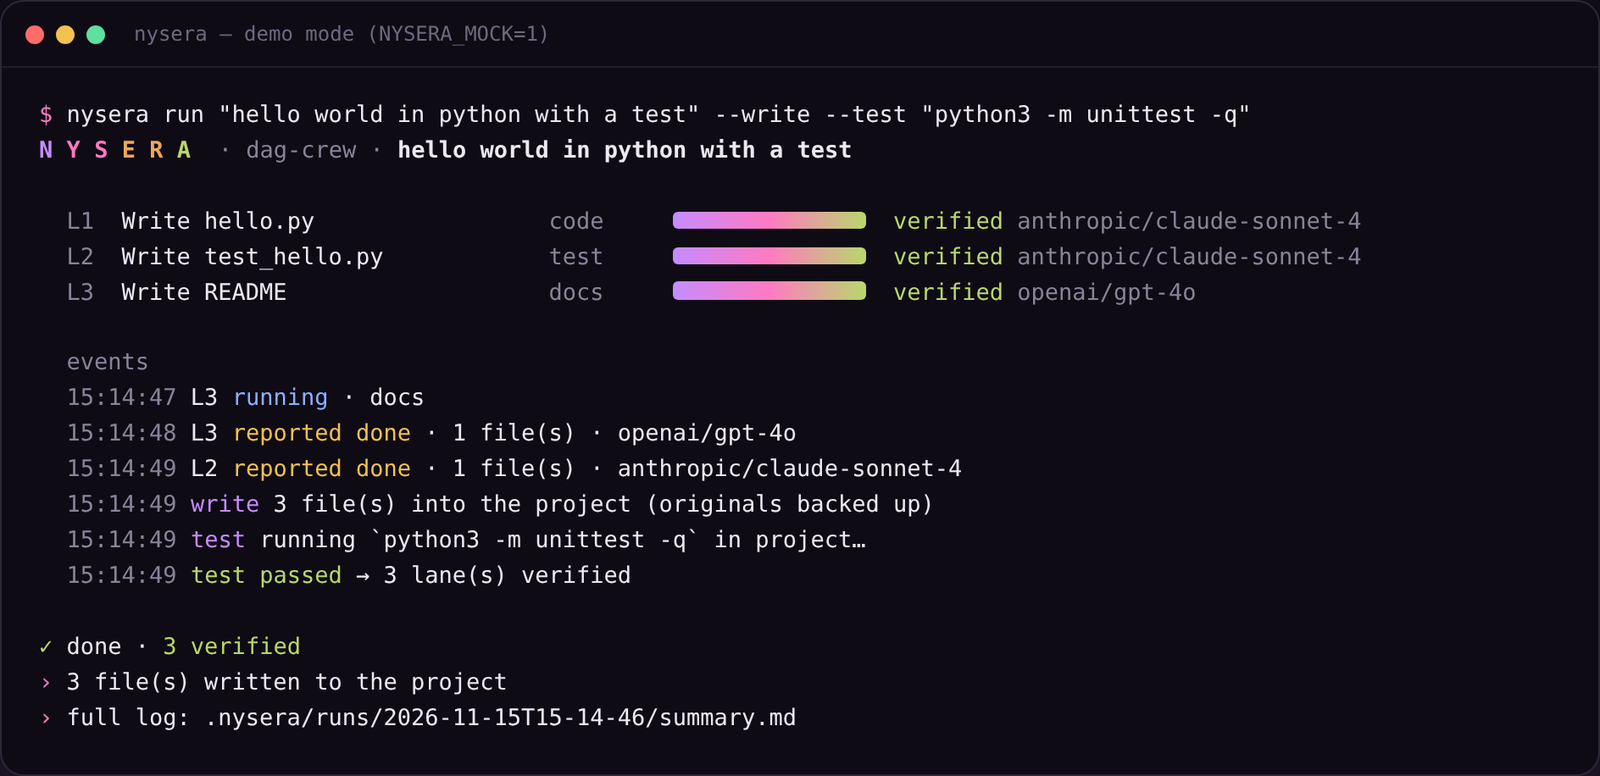 nysera — demo mode (NYSERA_MOCK=1)
$ nysera run "hello world in python with a test" --write --test "python3 -m unittest -q"
N Y S E R A · dag-crew · hello world in python with a test
L1 Write hello.py code verified anthropic/claude-sonnet-4
L2 Write test_hello.py test verified anthropic/claude-sonnet-4
L3 Write README docs verified openai/gpt-4o
events
15:14:47 L3 running · docs
15:14:48 L3 reported done · 1 file(s) · openai/gpt-4o
15:14:49 L2 reported done · 1 file(s) · anthropic/claude-sonnet-4
15:14:49 write 3 file(s) into the project (originals backed up)
15:14:49 test running `python3 -m unittest -q` in project…
15:14:49 test passed → 3 lane(s) verified
✓ done · 3 verified
› 3 file(s) written to the project
› full log: .nysera/runs/2026-11-15T15-14-46/summary.md